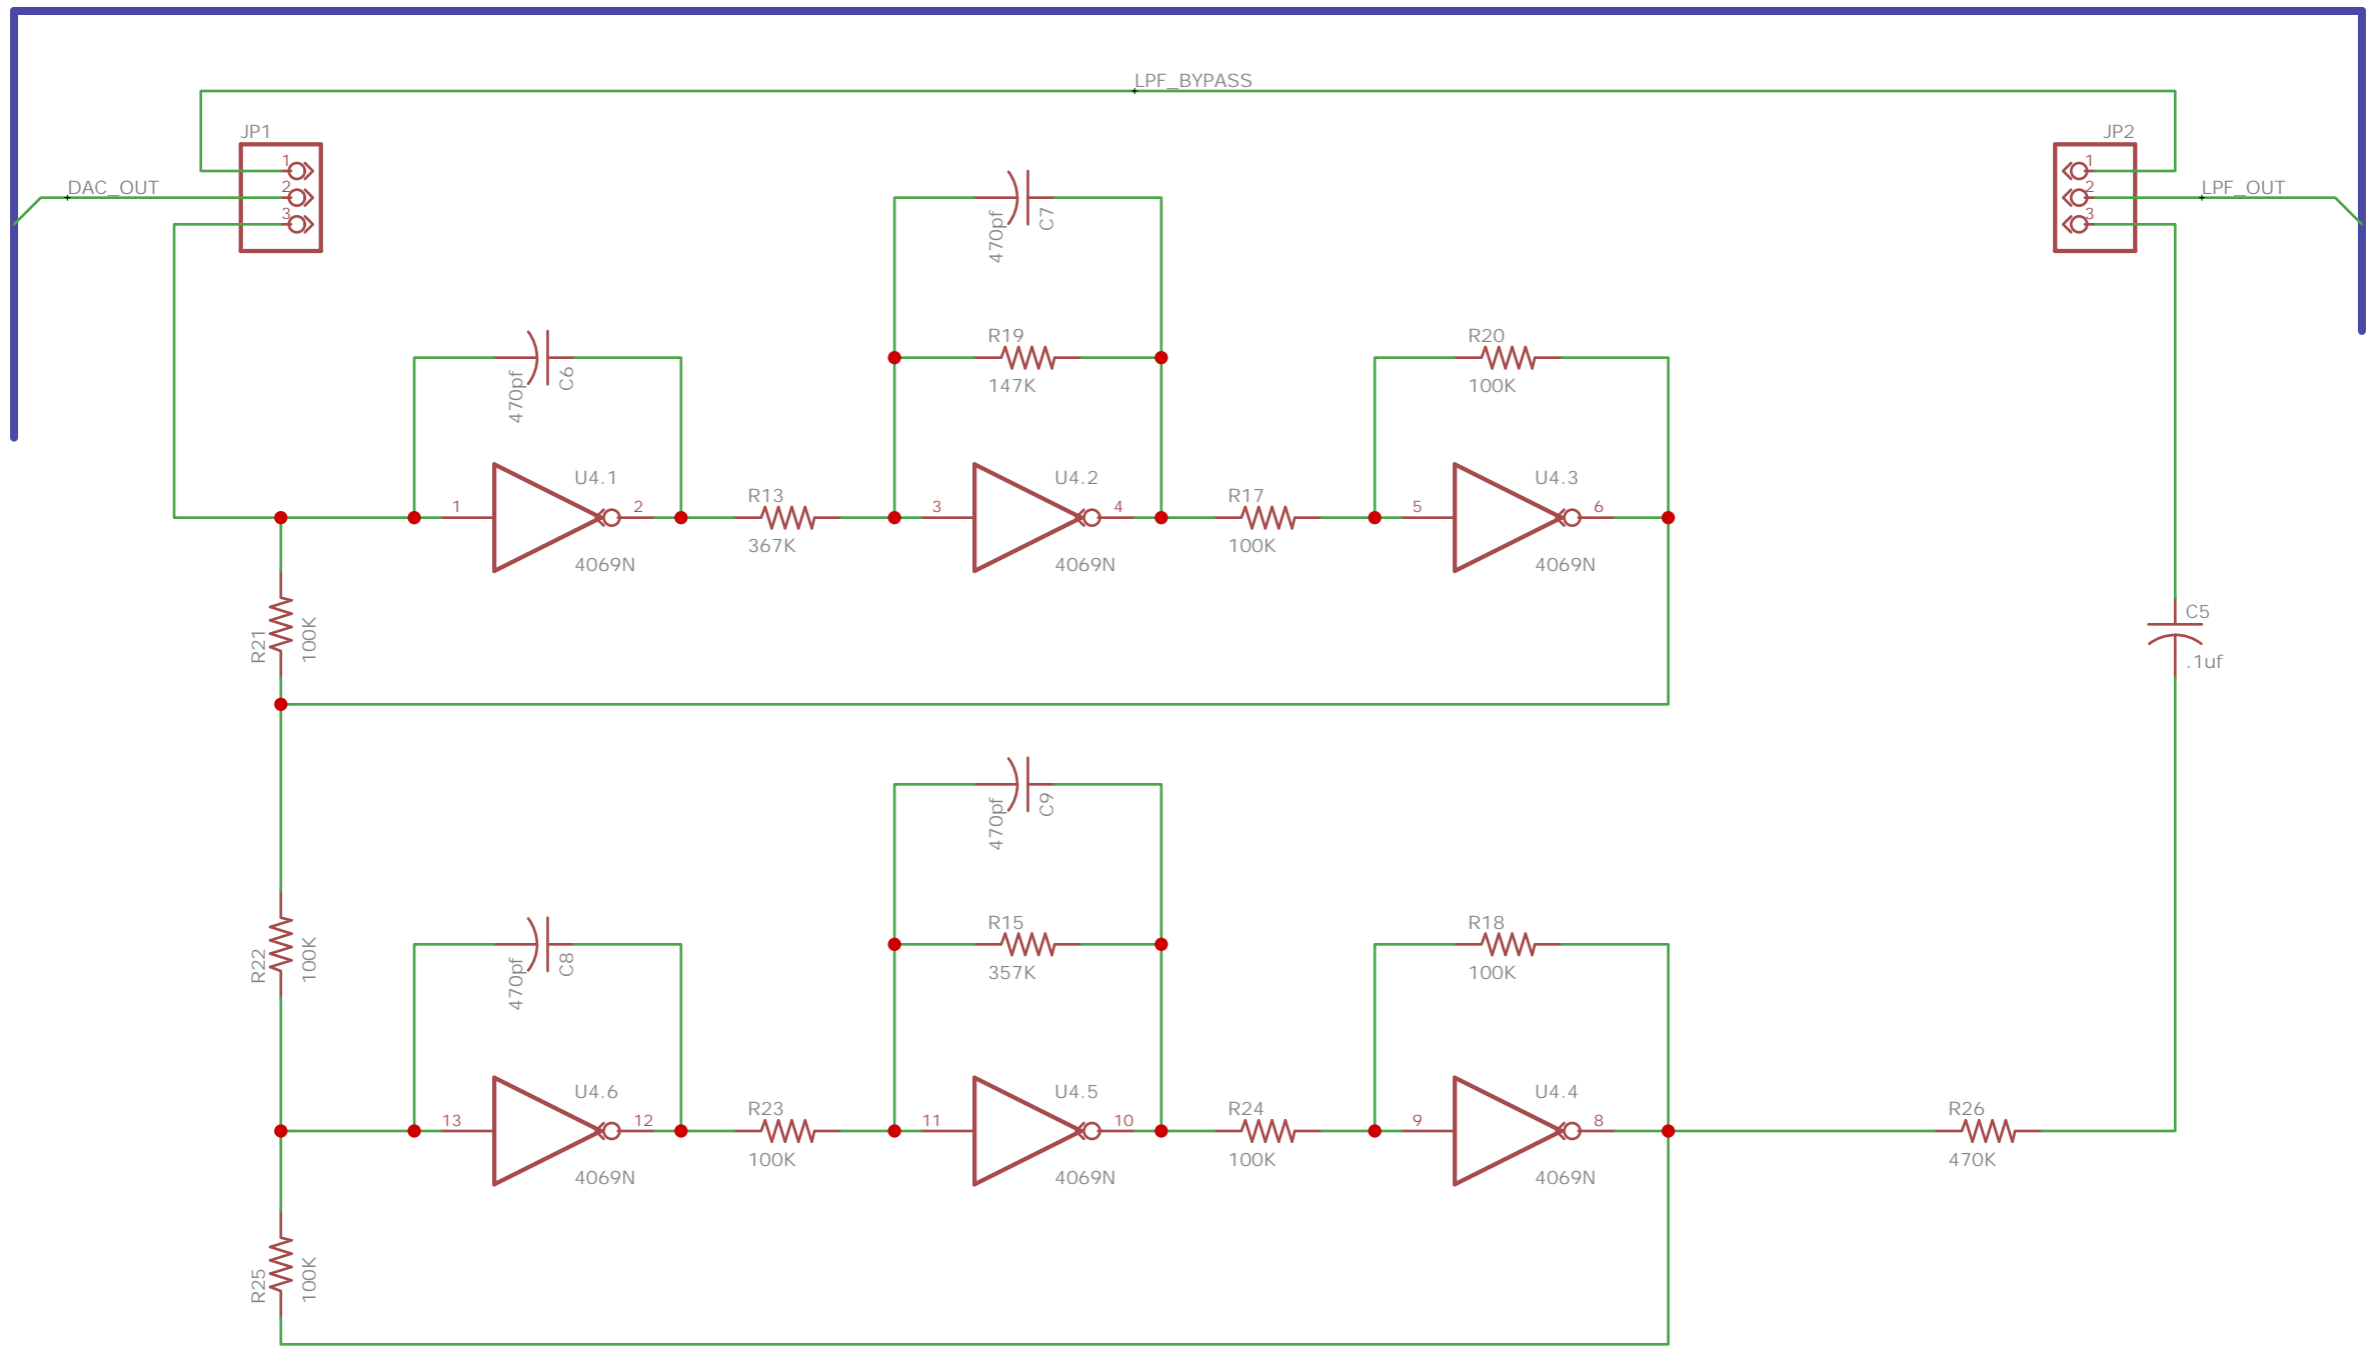 LPF_BYPASS
JP1
1
2
3
DAC_OUT
JP2
1
2
3
LPF_OUT
470pf
C7
470pf
C6
R19
147K
R20
100K
U4.1
1
2
4069N
R13
367K
U4.2
3
4
4069N
R17
100K
U4.3
5
6
4069N
R21
100K
C5
.1uf
470pf
C9
R22
100K
470pf
C8
R15
357K
R18
100K
U4.6
13
12
4069N
R23
100K
U4.5
11
10
4069N
R24
100K
U4.4
9
8
4069N
R26
470K
R25
100K